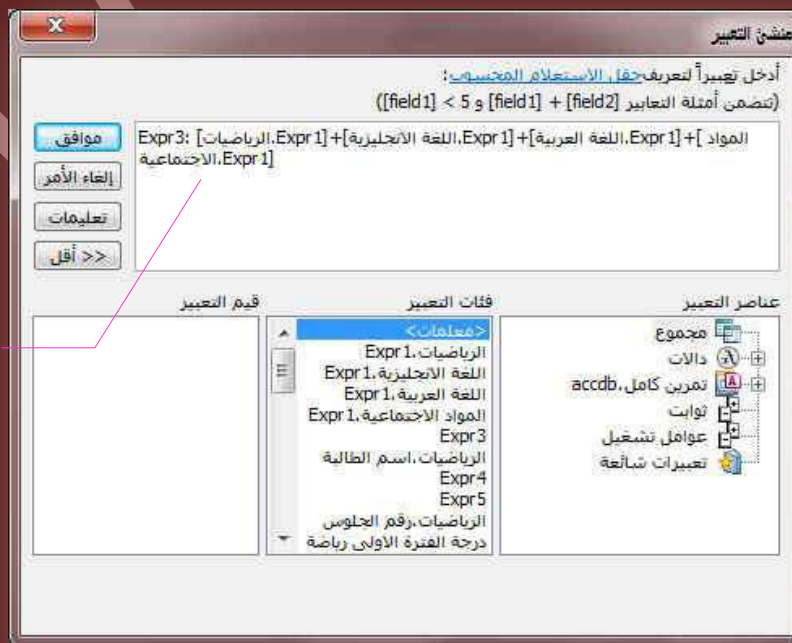 منشئ التعبير
أدخل تعبيراً لتعريف حقل الاستعلام المحسوب:
(تتضمن أمثلة التعابير [field1] + [field2] و [field1] < 5)
Expr3: [الرياضيات.Expr1]+[اللغة الانجليزية.Expr1]+[اللغة العربية.Expr1]+[المواد الاجتماعية.Expr1]
موافق
إلغاء الأمر
تعليمات
<< أقل
عناصر التعبير
مجموع
دالات
تمرين كامل.accdb
ثوابت
عوامل تشغيل
تعبيرات شائعة
فئات التعبير
<معلمات>
الرياضيات.Expr1
اللغة الانجليزية.Expr1
اللغة العربية.Expr1
المواد الاجتماعية.Expr1
Expr3
الرياضيات.اسم الطالبة
Expr4
Expr5
الرياضيات.رقم الجلوس
درجة الفترة الاولى رياضة
قيم التعبير